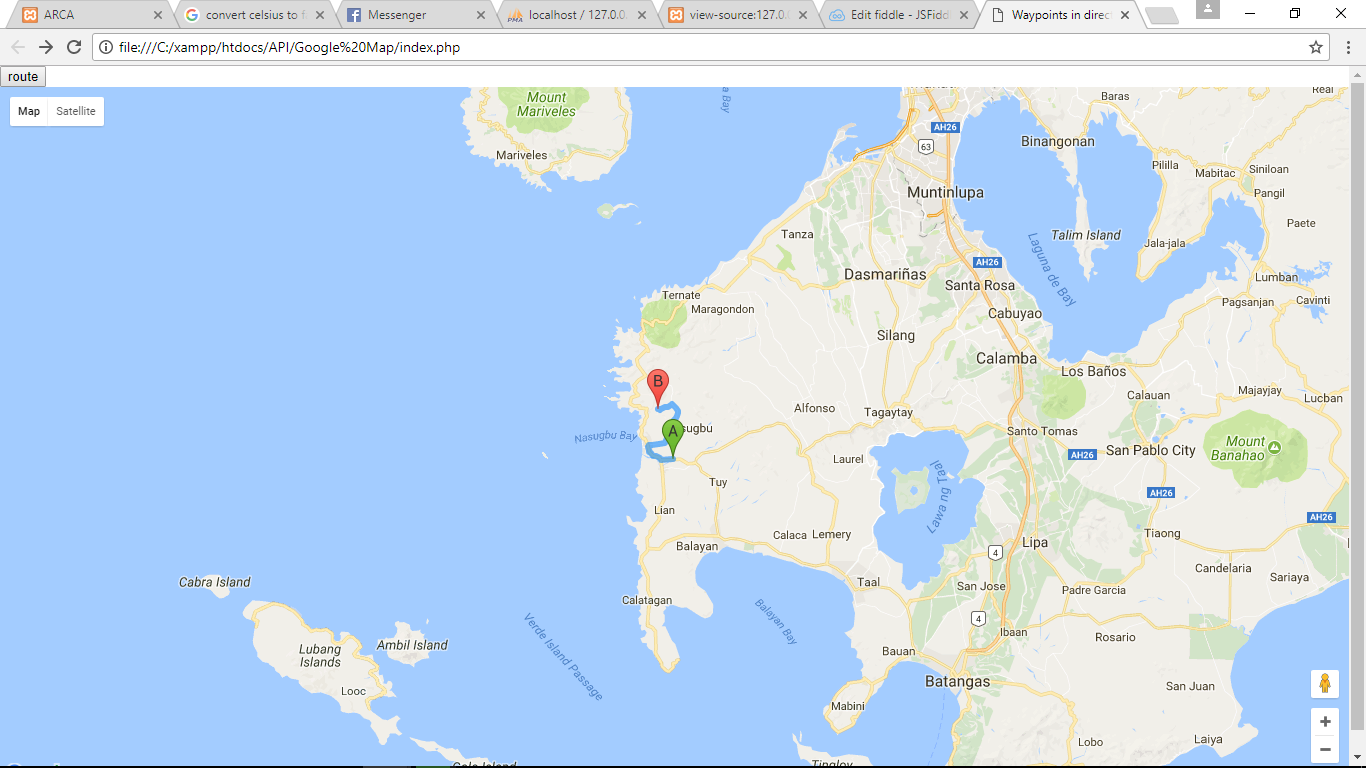 ARCA
convert celsius to f
Messenger
localhost / 127.0.0.
view-source:127.0.
Edit fiddle - JSFidd
Waypoints in direc
file:///C:/xampp/htdocs/API/Google%20Map/index.php
route
Map
Satellite
Mount
Mariveles
Mariveles
a Bay
AH26
63
Baras
Real
Binangonan
Pililla
Mabitac
Siniloan
Pangil
Muntinlupa
Paete
Tanza
Talim Island
Jala-jala
Laguna de Bay
AH26
Dasmariñas
Santa Rosa
Lumban
Ternate
Maragondon
Cabuyao
Pagsanjan
Cavinti
Silang
Calamba
Los Baños
B
Majayjay
Calauan
Lucban
Alfonso
Tagaytay
A
sugbú
Nasugbu Bay
Santo Tomas
Mount
Banahao
San Pablo City
AH26
Laurel
Lawa ng Taal
Tuy
AH26
Lian
AH26
Calaca
Lemery
Tiaong
Balayan
Lipa
4
Candelaria
Sariaya
Cabra Island
Taal
San Jose
Padre Garcia
Calatagan
Balayan Bay
4
Verde Island Passage
Ibaan
Rosario
Ambil Island
Lubang
Islands
Bauan
Batangas
San Juan
Looc
Mabini
Lobo
Laiya
Tingloy